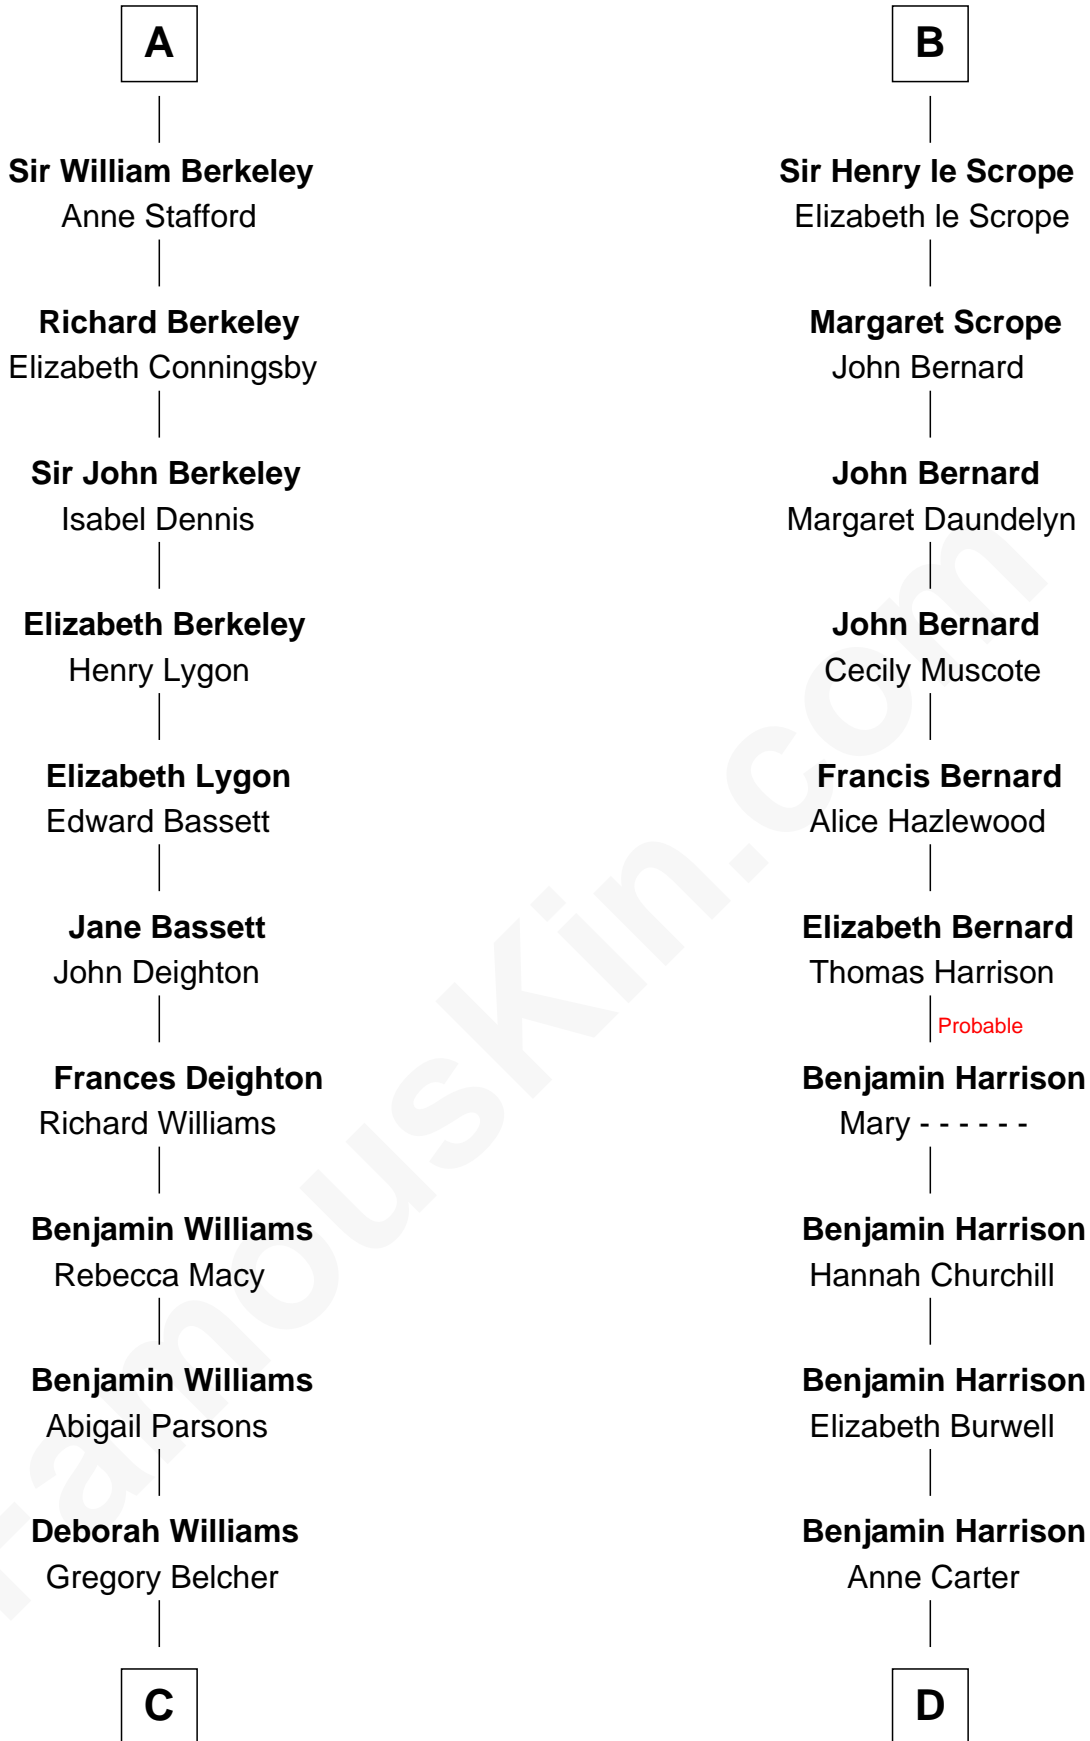 A
Sir William Berkeley
Anne Stafford
Richard Berkeley
Elizabeth Conningsby
Sir John Berkeley
Isabel Dennis
Elizabeth Berkeley
Henry Lygon
Elizabeth Lygon
Edward Bassett
Jane Bassett
John Deighton
Frances Deighton
Richard Williams
Benjamin Williams
Rebecca Macy
Benjamin Williams
Abigail Parsons
Deborah Williams
Gregory Belcher
C
B
Sir Henry le Scrope
Elizabeth le Scrope
Margaret Scrope
John Bernard
John Bernard
Margaret Daundelyn
John Bernard
Cecily Muscote
Francis Bernard
Alice Hazlewood
Elizabeth Bernard
Thomas Harrison
Probable
Benjamin Harrison
Mary - - - - - -
Benjamin Harrison
Hannah Churchill
Benjamin Harrison
Elizabeth Burwell
Benjamin Harrison
Anne Carter
D
FamousKin.com